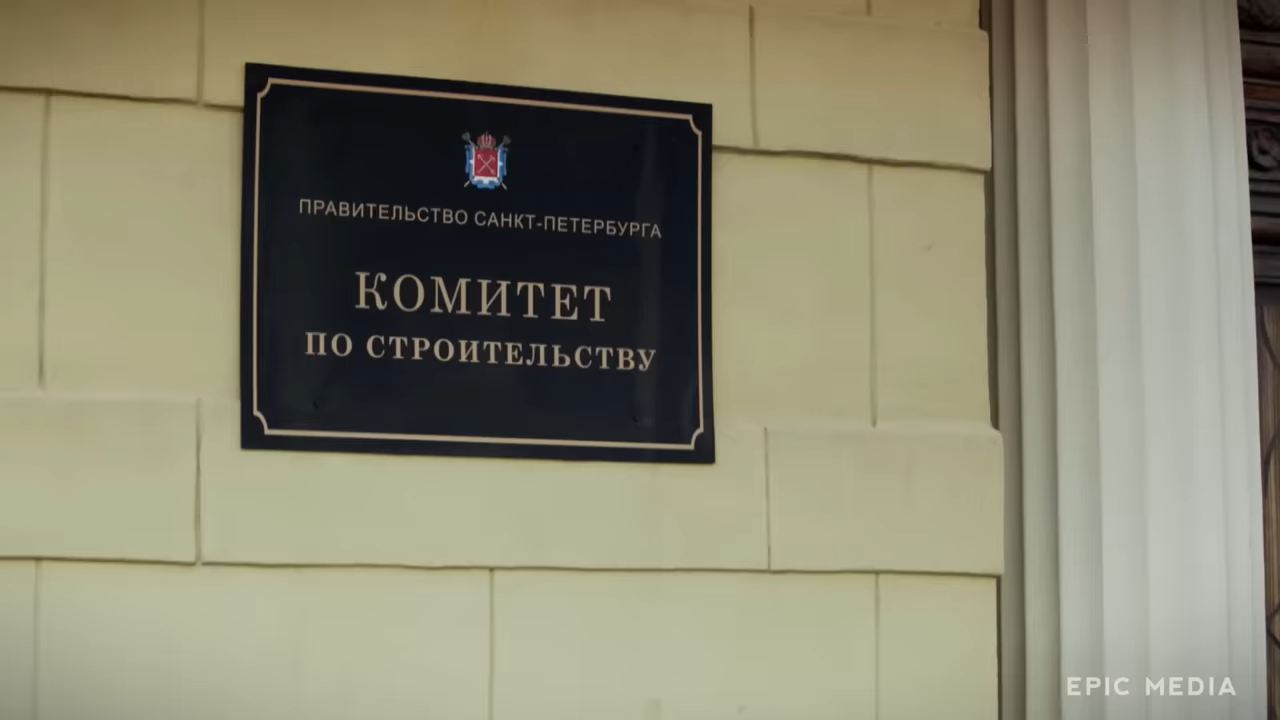 ПРАВИТЕЛЬСТВО САНКТ-ПЕТЕРБУРГА
КОМИТЕТ
ПО СТРОИТЕЛЬСТВУ
EPIC MEDIA